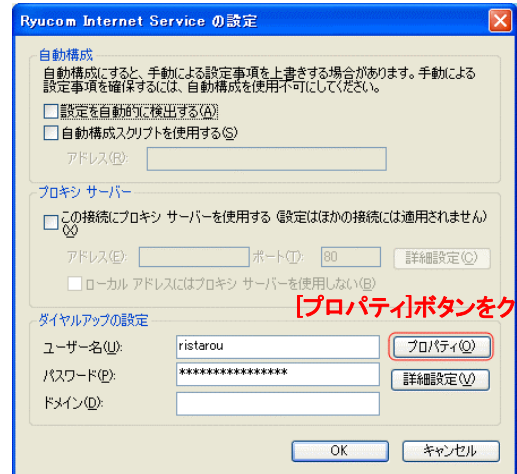 Ryucom Internet Service の設定
自動構成
自動構成にすると、手動による設定事項を上書きする場合があります。手動による
設定事項を確保するには、自動構成を使用不可にしてください。
設定を自動的に検出する(A)
自動構成スクリプトを使用する(S)
アドレス(R):
プロキシ サーバー
この接続にプロキシ サーバーを使用する (設定はほかの接続には適用されません)
(X)
アドレス(E): ポート(T): 80 詳細設定(C)
ローカル アドレスにはプロキシ サーバーを使用しない(B)
[プロパティ]ボタンをク
ダイヤルアップの設定
ユーザー名(U): ristarou プロパティ(O)
パスワード(P): **************** 詳細設定(V)
ドメイン(D):
OK キャンセル